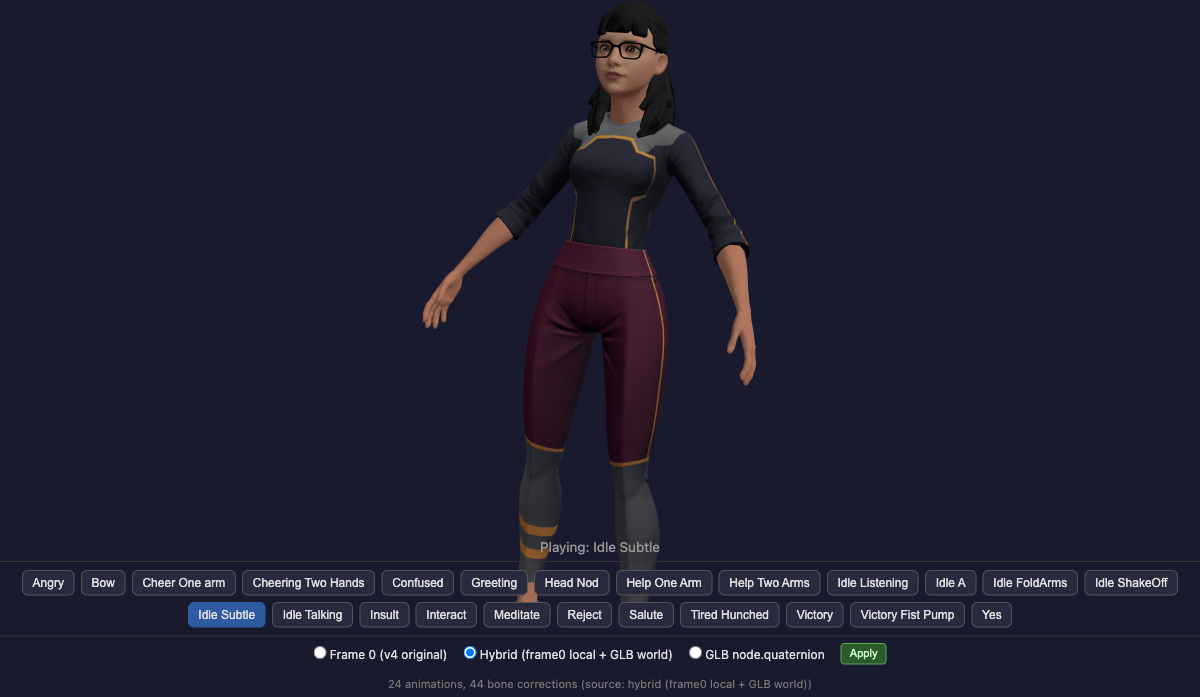 Playing: Idle Subtle
Angry Bow Cheer One arm Cheering Two Hands Confused Greeting Head Nod Help One Arm Help Two Arms Idle Listening Idle A Idle FoldArms Idle ShakeOff
Idle Subtle Idle Talking Insult Interact Meditate Reject Salute Tired Hunched Victory Victory Fist Pump Yes
Frame 0 (v4 original) Hybrid (frame0 local + GLB world) GLB node.quaternion Apply
24 animations, 44 bone corrections (source: hybrid (frame0 local + GLB world))